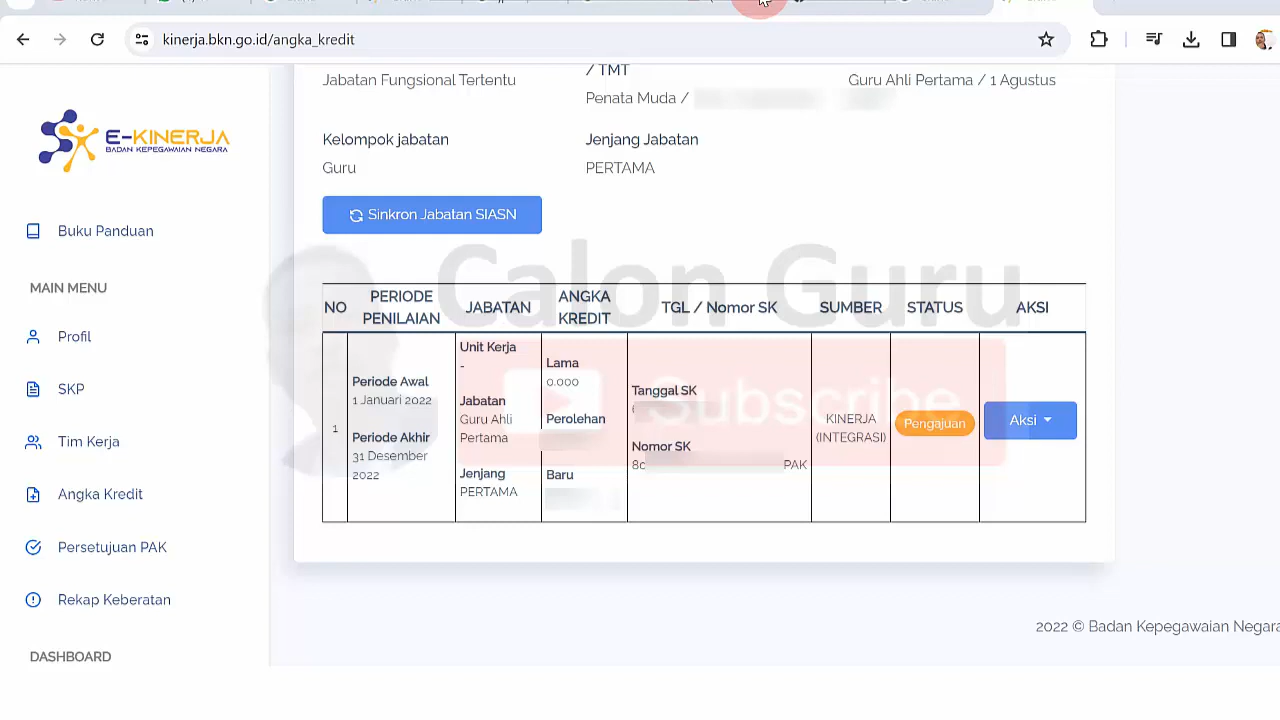 kinerja.bkn.go.id/angka_kredit
/ TMT
Jabatan Fungsional Tertentu
Guru Ahli Pertama / 1 Agustus
Penata Muda /
E-KINERJA
BADAN KEPEGAWAIAN NEGARA
Kelompok jabatan
Jenjang Jabatan
Guru
PERTAMA
Sinkron Jabatan SIASN
Buku Panduan
MAIN MENU
Profil
SKP
Tim Kerja
Angka Kredit
Persetujuan PAK
Rekap Keberatan
DASHBOARD
Calon Guru
Subscribe
NO
PERIODE
PENILAIAN
JABATAN
ANGKA
KREDIT
TGL / Nomor SK
SUMBER
STATUS
AKSI
1
Periode Awal
1 Januari 2022
Periode Akhir
31 Desember
2022
Unit Kerja
-
Jabatan
Guru Ahli
Pertama
Jenjang
PERTAMA
Lama
0.000
Perolehan
Baru
Tanggal SK
Nomor SK
PAK
KINERJA
(INTEGRASI)
Pengajuan
Aksi
2022 © Badan Kepegawaian Negara